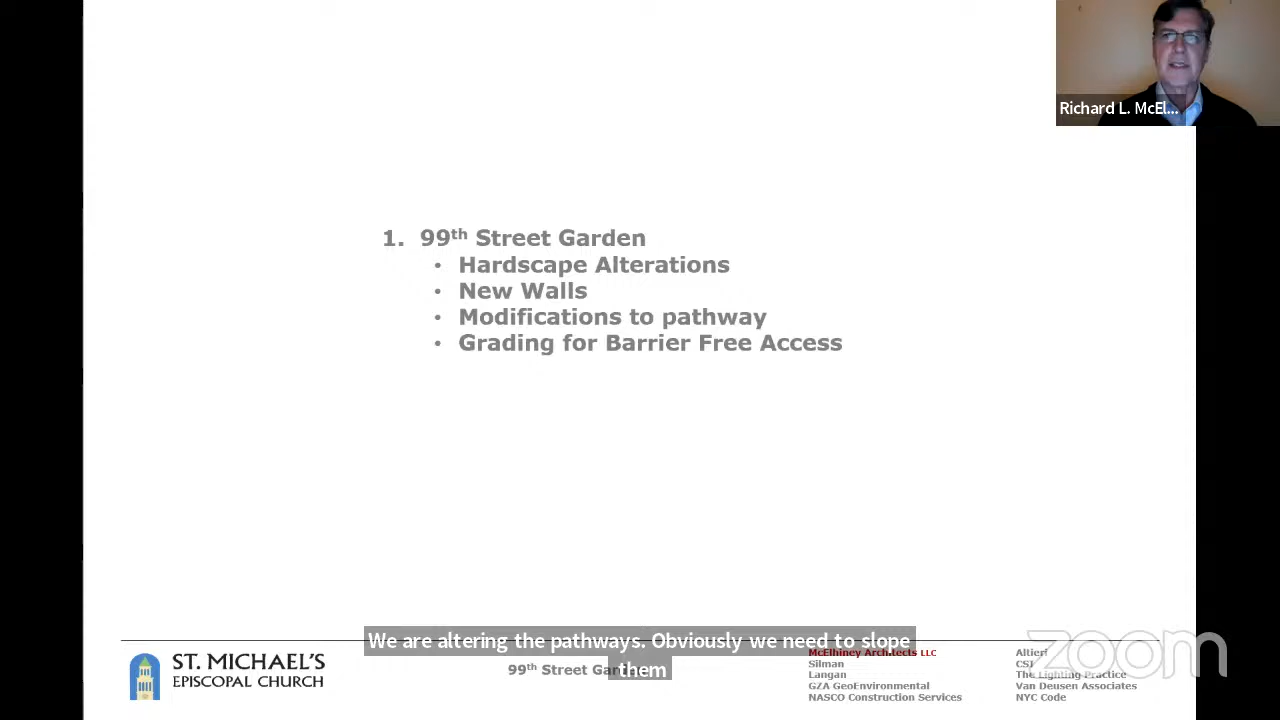 Richard L. McEl...
1. 99th Street Garden
• Hardscape Alterations
• New Walls
• Modifications to pathway
• Grading for Barrier Free Access
We are altering the pathways. Obviously we need to slope
them
ST. MICHAEL'S
EPISCOPAL CHURCH
99th Street
McElhiney Architects LLC
Silman
Langan
GZA GeoEnvironmental
NASCO Construction Services
Altieri
CSI
The Lighting Practice
Van Deusen Associates
NYC Code
zoom